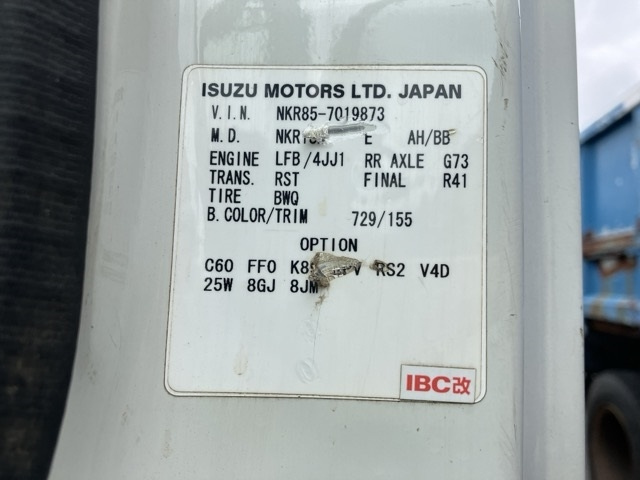 ISUZU MOTORS LTD. JAPAN
V.I.N. NKR85-7019873
M.D. E AH/BB
ENGINE LFB/4JJ1 RR AXLE G73
TRANS. RST FINAL R41
TIRE BWQ
B.COLOR/TRIM 729/155
OPTION
C60 FF0 RS2 V4D
25W 8GJ 8JM
IBC改